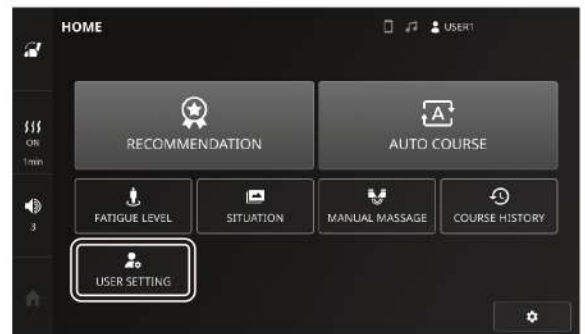 HOME
USER1
ON
1min
3
RECOMMENDATION
AUTO COURSE
FATIGUE LEVEL
SITUATION
MANUAL MASSAGE
COURSE HISTORY
USER SETTING